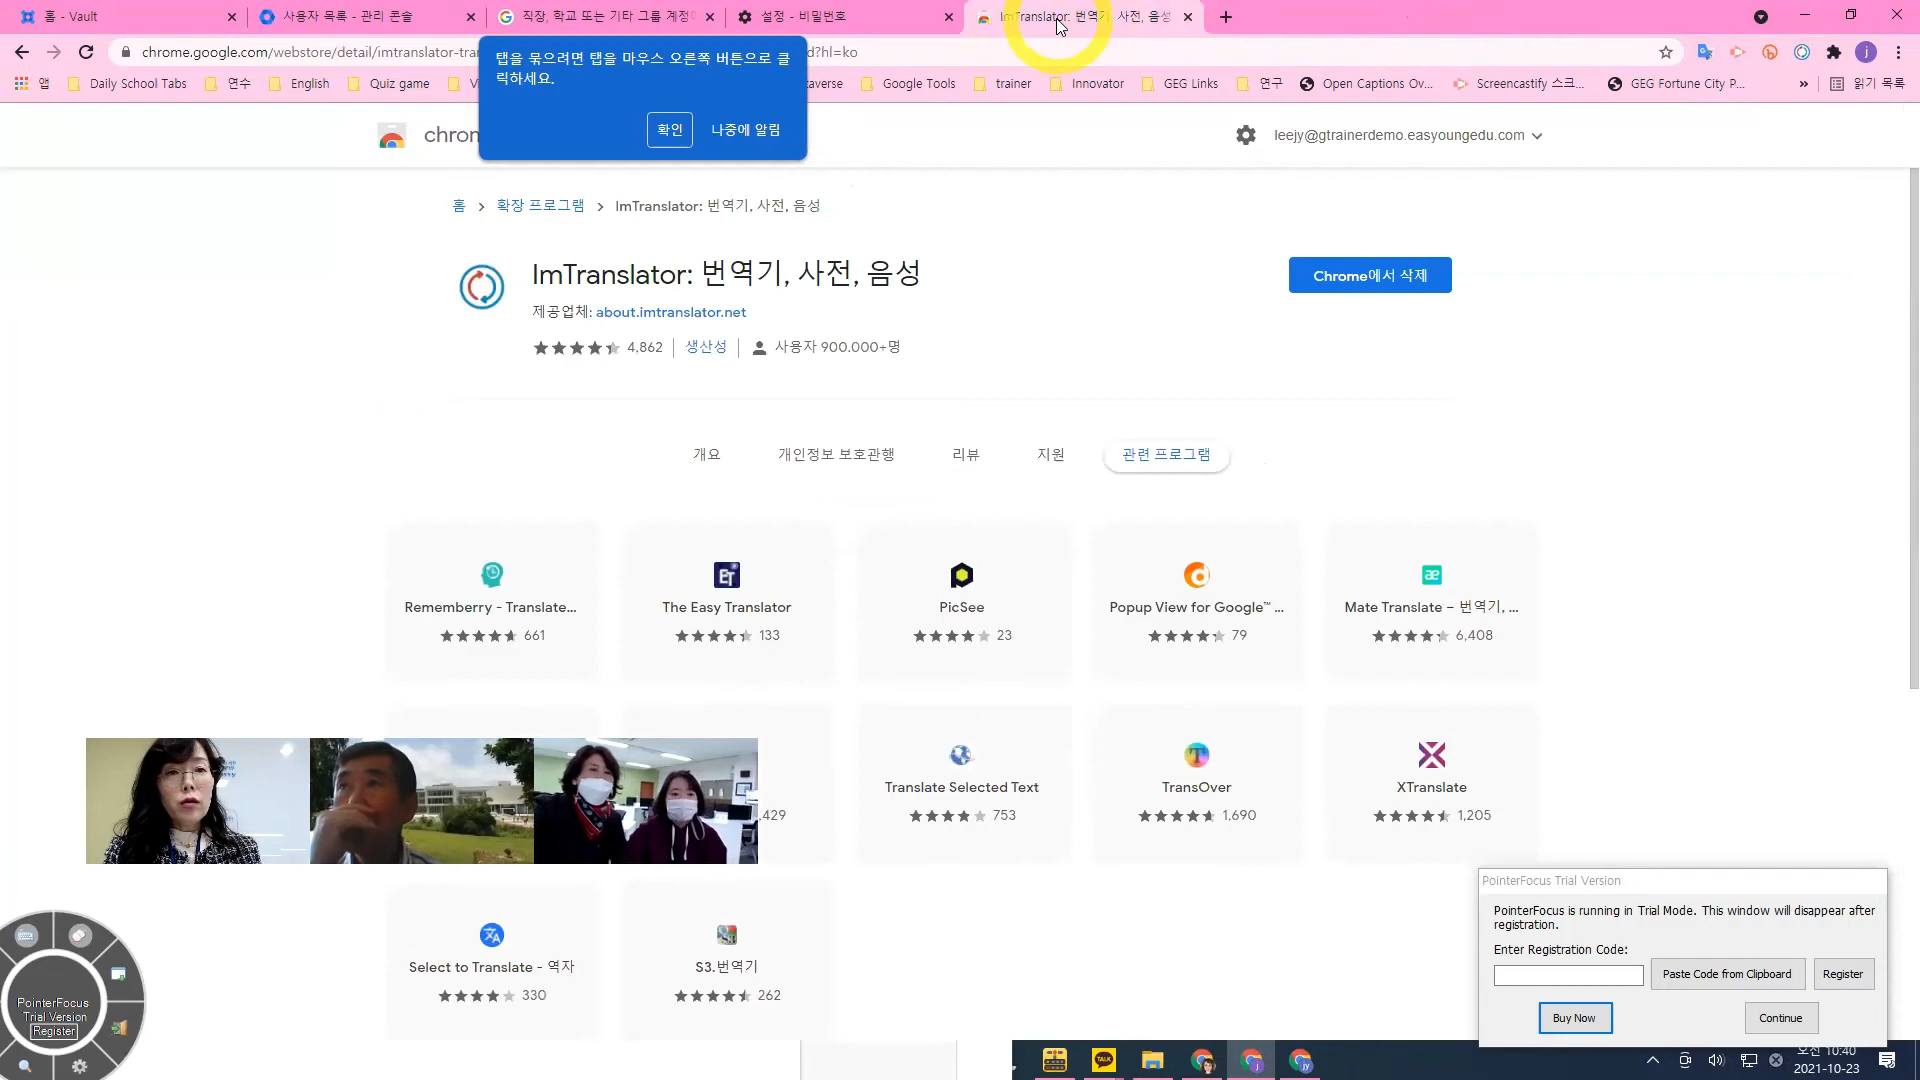 홈 - Vault
사용자 목록 - 관리 콘솔
직장, 학교 또는 기타 그룹 계정에
설정 - 비밀번호
ImTranslator: 번역기, 사전, 음성
chrome.google.com/webstore/detail/imtranslator-tran
d?hl=ko
j
탭을 묶으려면 탭을 마우스 오른쪽 버튼으로 클
릭하세요.
확인
나중에 알림
앱
Daily School Tabs
연수
English
Quiz game
averse
Google Tools
trainer
Innovator
GEG Links
연구
Open Captions Ov...
Screencastify 스크...
GEG Fortune City P...
»
읽기 목록
chrom
leejy@gtrainerdemo.easyoungedu.com
홈 > 확장 프로그램 > ImTranslator: 번역기, 사전, 음성
ImTranslator: 번역기, 사전, 음성
Chrome에서 삭제
제공업체: about.imtranslator.net
4,862
생산성
사용자 900.000+명
개요
개인정보 보호관행
리뷰
지원
관련 프로그램
Rememberry - Translate...
The Easy Translator
PicSee
Popup View for Google™ ...
Mate Translate – 번역기, ...
661
133
23
79
6,408
Translate Selected Text
TransOver
XTranslate
,429
753
1,690
1,205
Select to Translate - 역자
S3.번역기
330
262
PointerFocus
Trial Version
Register
PointerFocus Trial Version
PointerFocus is running in Trial Mode. This window will disappear after
registration.
Enter Registration Code:
Paste Code from Clipboard
Register
Buy Now
Continue
TALK
오전 10:40
2021-10-23